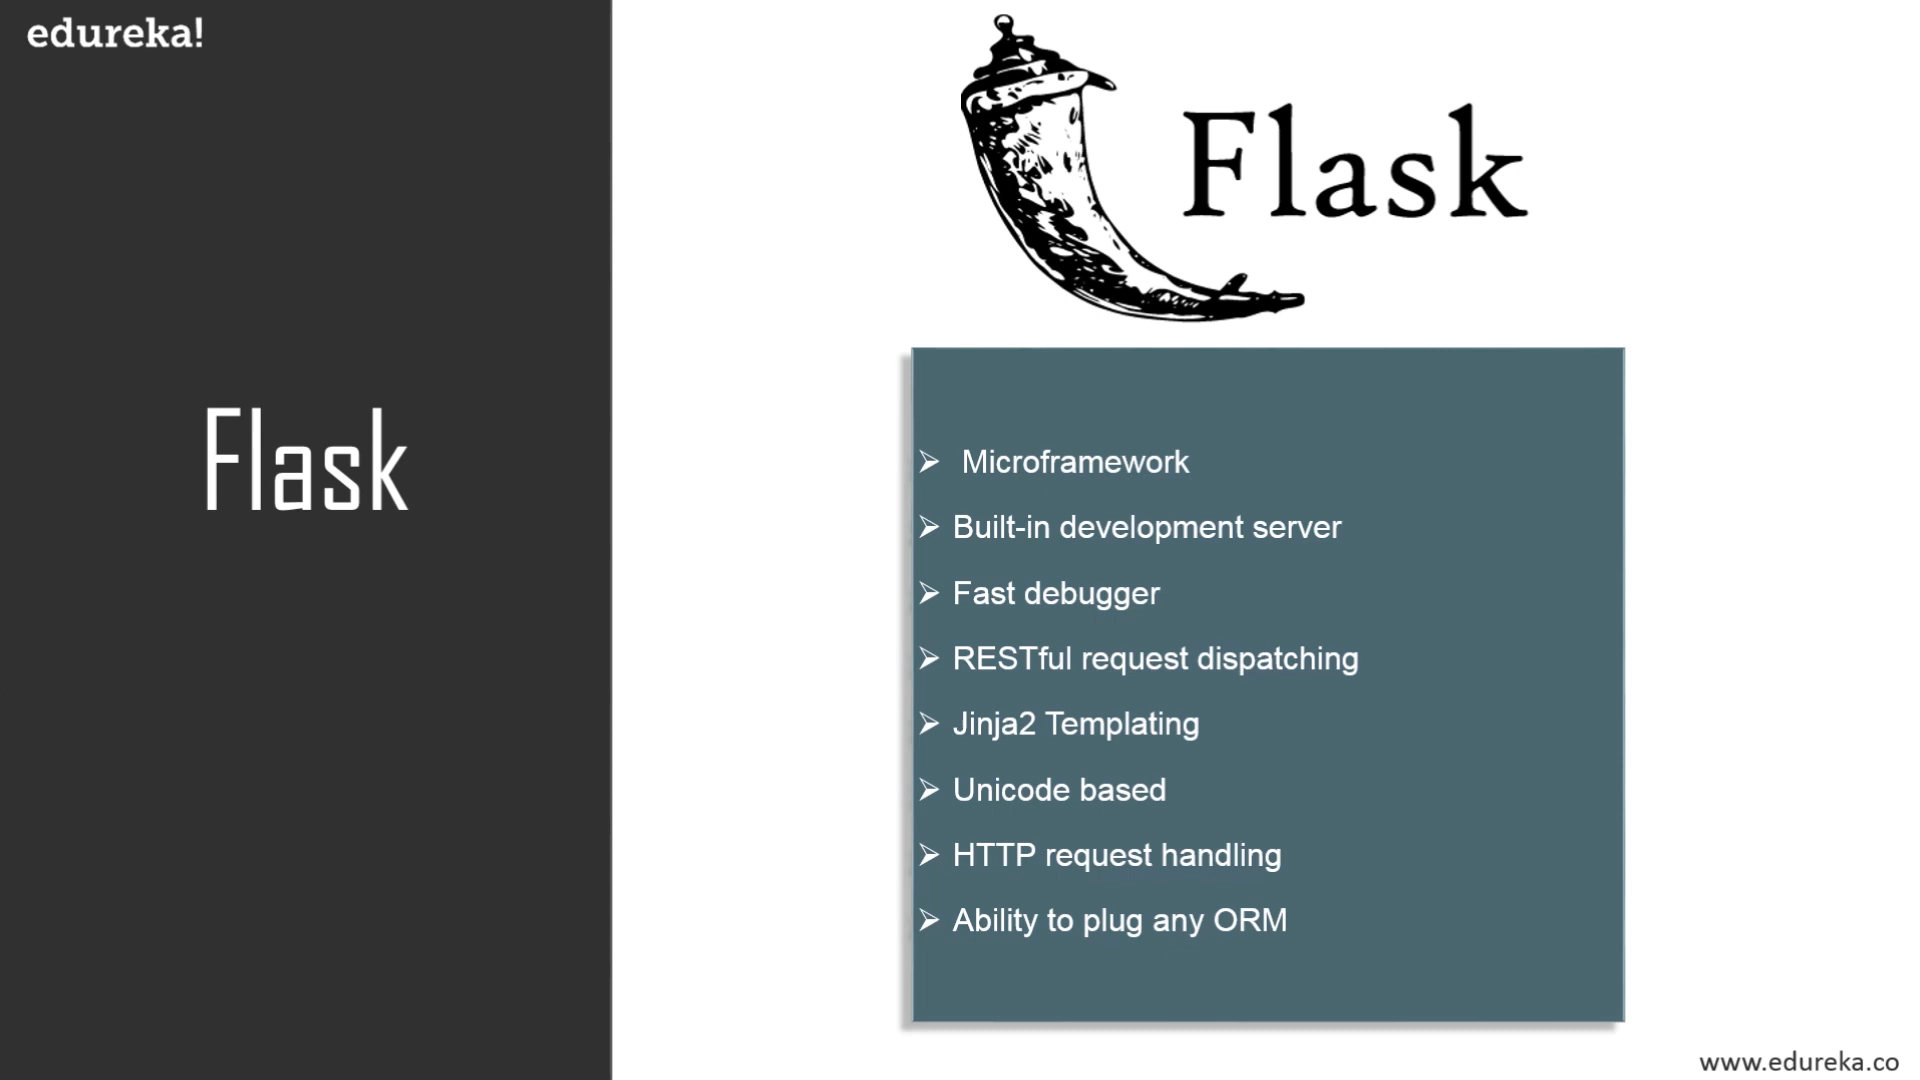 edureka!
Flask
Flask
➢ Microframework
➢ Built-in development server
➢ Fast debugger
➢ RESTful request dispatching
➢ Jinja2 Templating
➢ Unicode based
➢ HTTP request handling
➢ Ability to plug any ORM
www.edureka.co